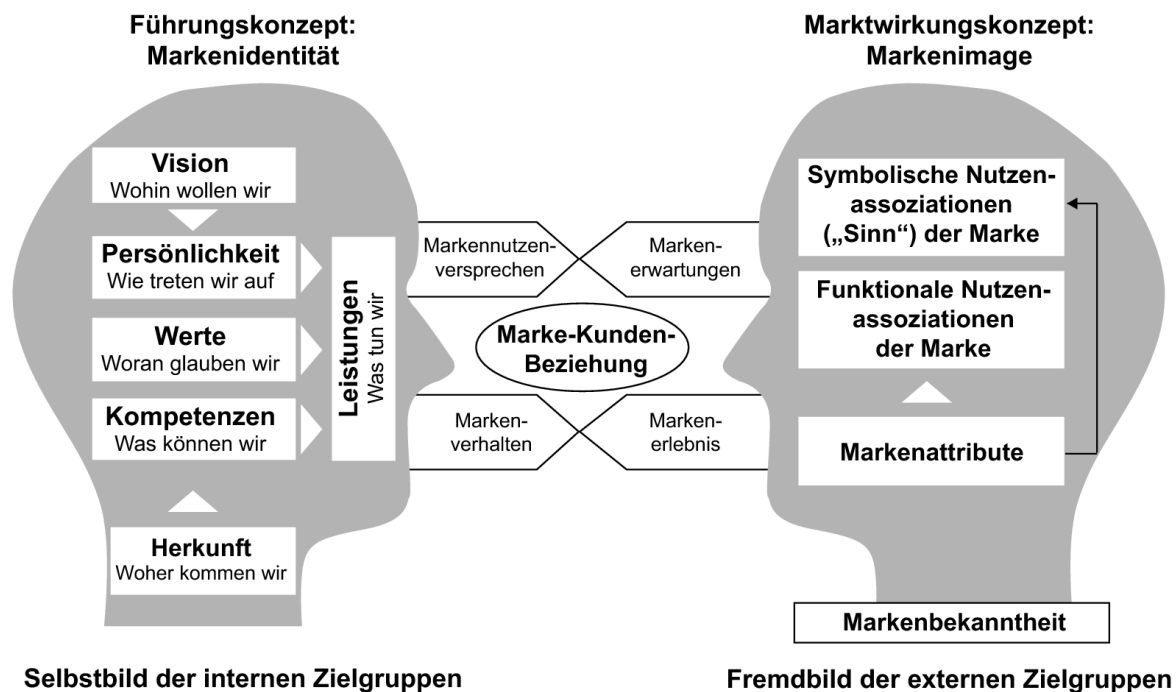 Führungskonzept:
Markenidentität
Vision
Wohin wollen wir
Persönlichkeit
Wie treten wir auf
Werte
Woran glauben wir
Kompetenzen
Was können wir
Herkunft
Woher kommen wir
Leistungen
Was tun wir
Markennutzen-
versprechen
Marken-
erwartungen
Marke-Kunden-
Beziehung
Marken-
verhalten
Marken-
erlebnis
Marktwirkungskonzept:
Markenimage
Symbolische Nutzen-
assoziationen
(„Sinn“) der Marke
Funktionale Nutzen-
assoziationen
der Marke
Markenattribute
Markenbekanntheit
Selbstbild der internen Zielgruppen
Fremdbild der externen Zielgruppen